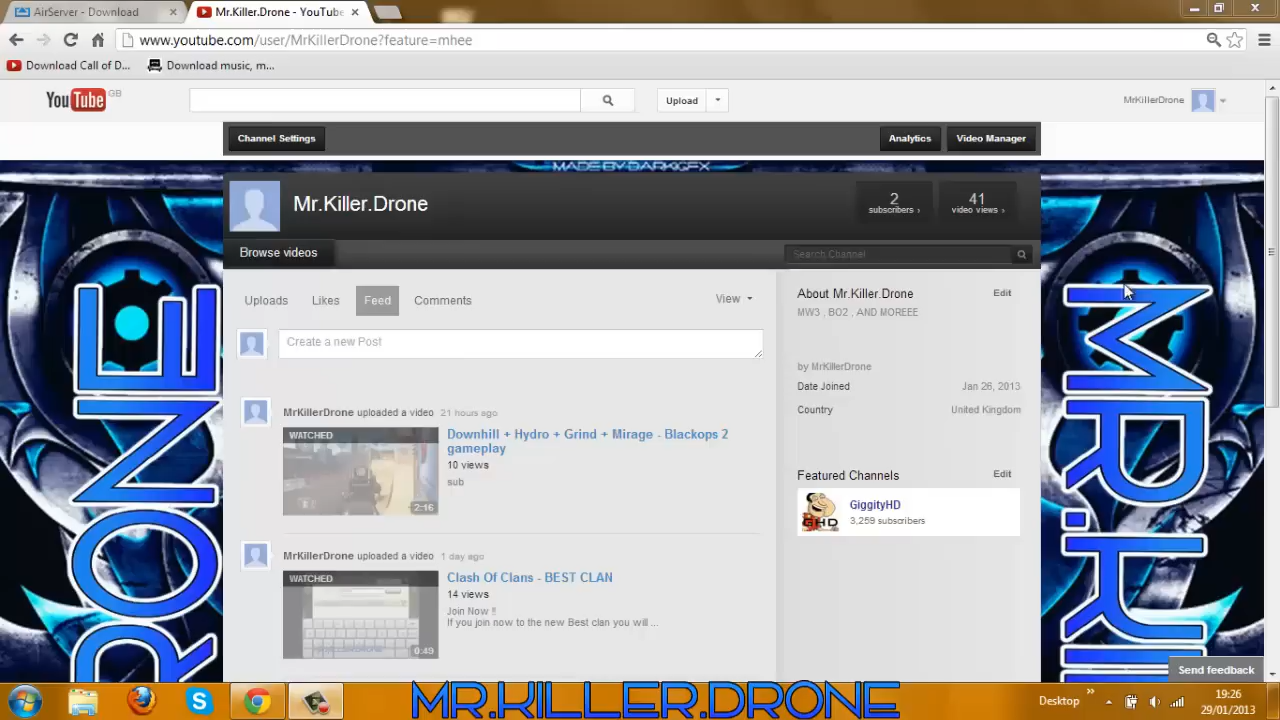 AirServer - Download
Mr.Killer.Drone - YouTube
www.youtube.com/user/MrKillerDrone?feature=mhee
Download Call of D...
Download music, m...
YouTube GB
Upload
MrKillerDrone
Channel Settings
Analytics
Video Manager
MADE BY DARKIGFX
Mr.Killer.Drone
2
subscribers ›
41
video views ›
Browse videos
Search Channel
Uploads
Likes
Feed
Comments
View
About Mr.Killer.Drone
Edit
MW3 , BO2 , AND MOREEE
Create a new Post
by MrKillerDrone
Date Joined
Jan 26, 2013
Country
United Kingdom
MrKillerDrone uploaded a video 21 hours ago
WATCHED
Downhill + Hydro + Grind + Mirage - Blackops 2
gameplay
10 views
sub
2:16
Featured Channels
Edit
GHD
GiggityHD
3,259 subscribers
MrKillerDrone uploaded a video 1 day ago
WATCHED
Clash Of Clans - BEST CLAN
14 views
Join Now !!
If you join now to the new Best clan you will ...
0:49
DRONE
MR.KIL
Send feedback
MR.KILLER.DRONE
Desktop
19:26
29/01/2013